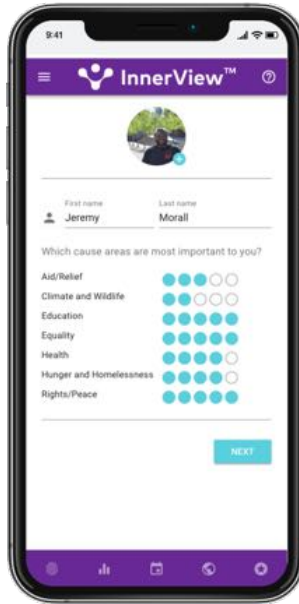 9:41
InnerView™
First name
Last name
Jeremy
Morall
Which cause areas are most important to you?
Aid/Relief
Climate and Wildlife
Education
Equality
Health
Hunger and Homelessness
Rights/Peace
NEXT